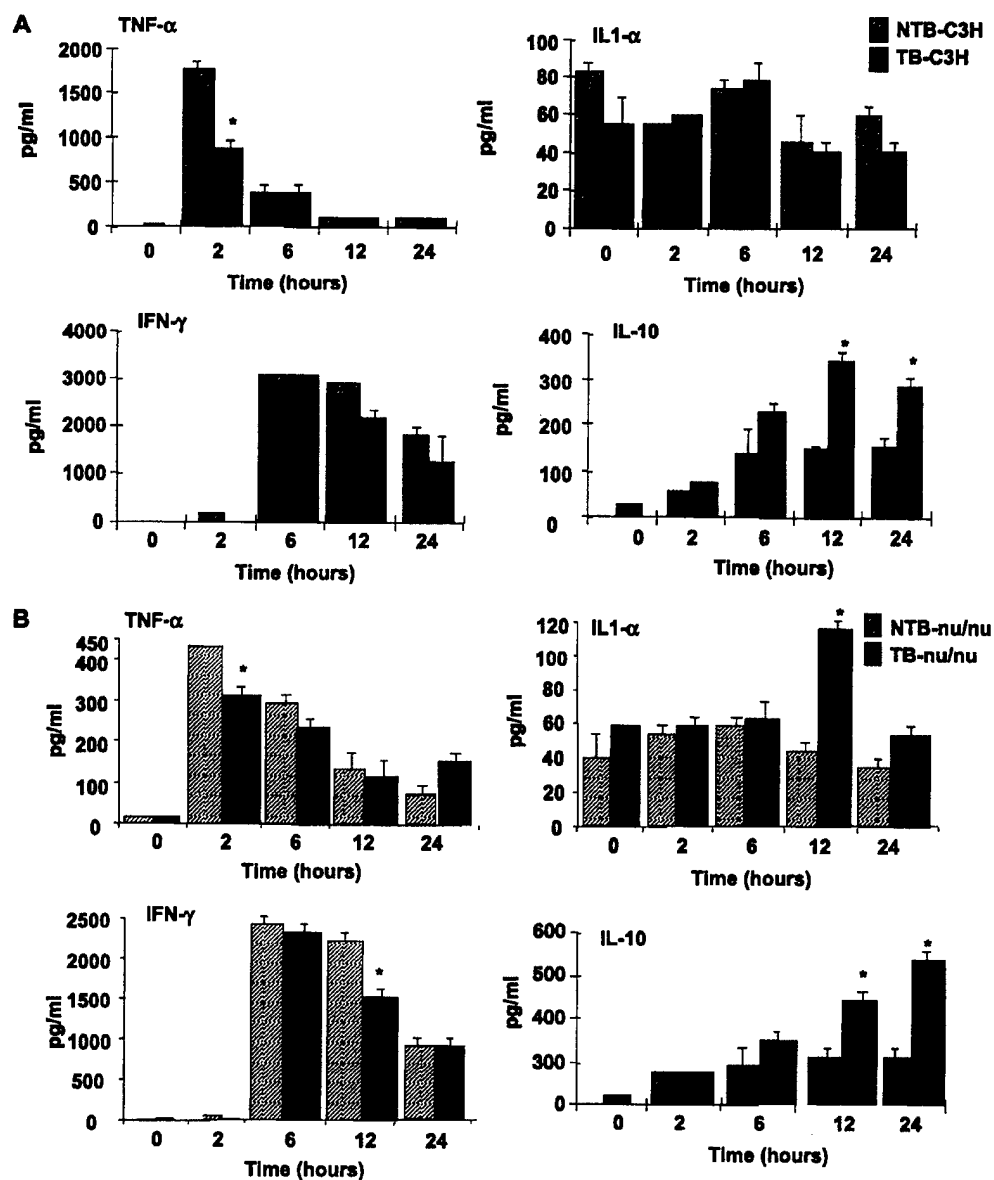 A
TNF-α
pg/ml
2000
1500
1000
500
0
*
0 2 6 12 24
Time (hours)
IL1-α
pg/ml
100
80
60
40
20
0
0 2 6 12 24
Time (hours)
NTB-C3H
TB-C3H
IFN-γ
pg/ml
4000
3000
2000
1000
0
0 2 6 12 24
Time (hours)
IL-10
pg/ml
400
300
200
100
0
* *
0 2 6 12 24
Time (hours)
B
TNF-α
pg/ml
450
400
300
200
100
0
*
0 2 6 12 24
Time (hours)
IL1-α
pg/ml
120
100
80
60
40
20
0
*
0 2 6 12 24
Time (hours)
NTB-nu/nu
TB-nu/nu
IFN-γ
pg/ml
2500
2000
1500
1000
500
0
*
0 2 6 12 24
Time (hours)
IL-10
pg/ml
600
500
400
300
100
0
* *
0 2 6 12 24
Time (hours)